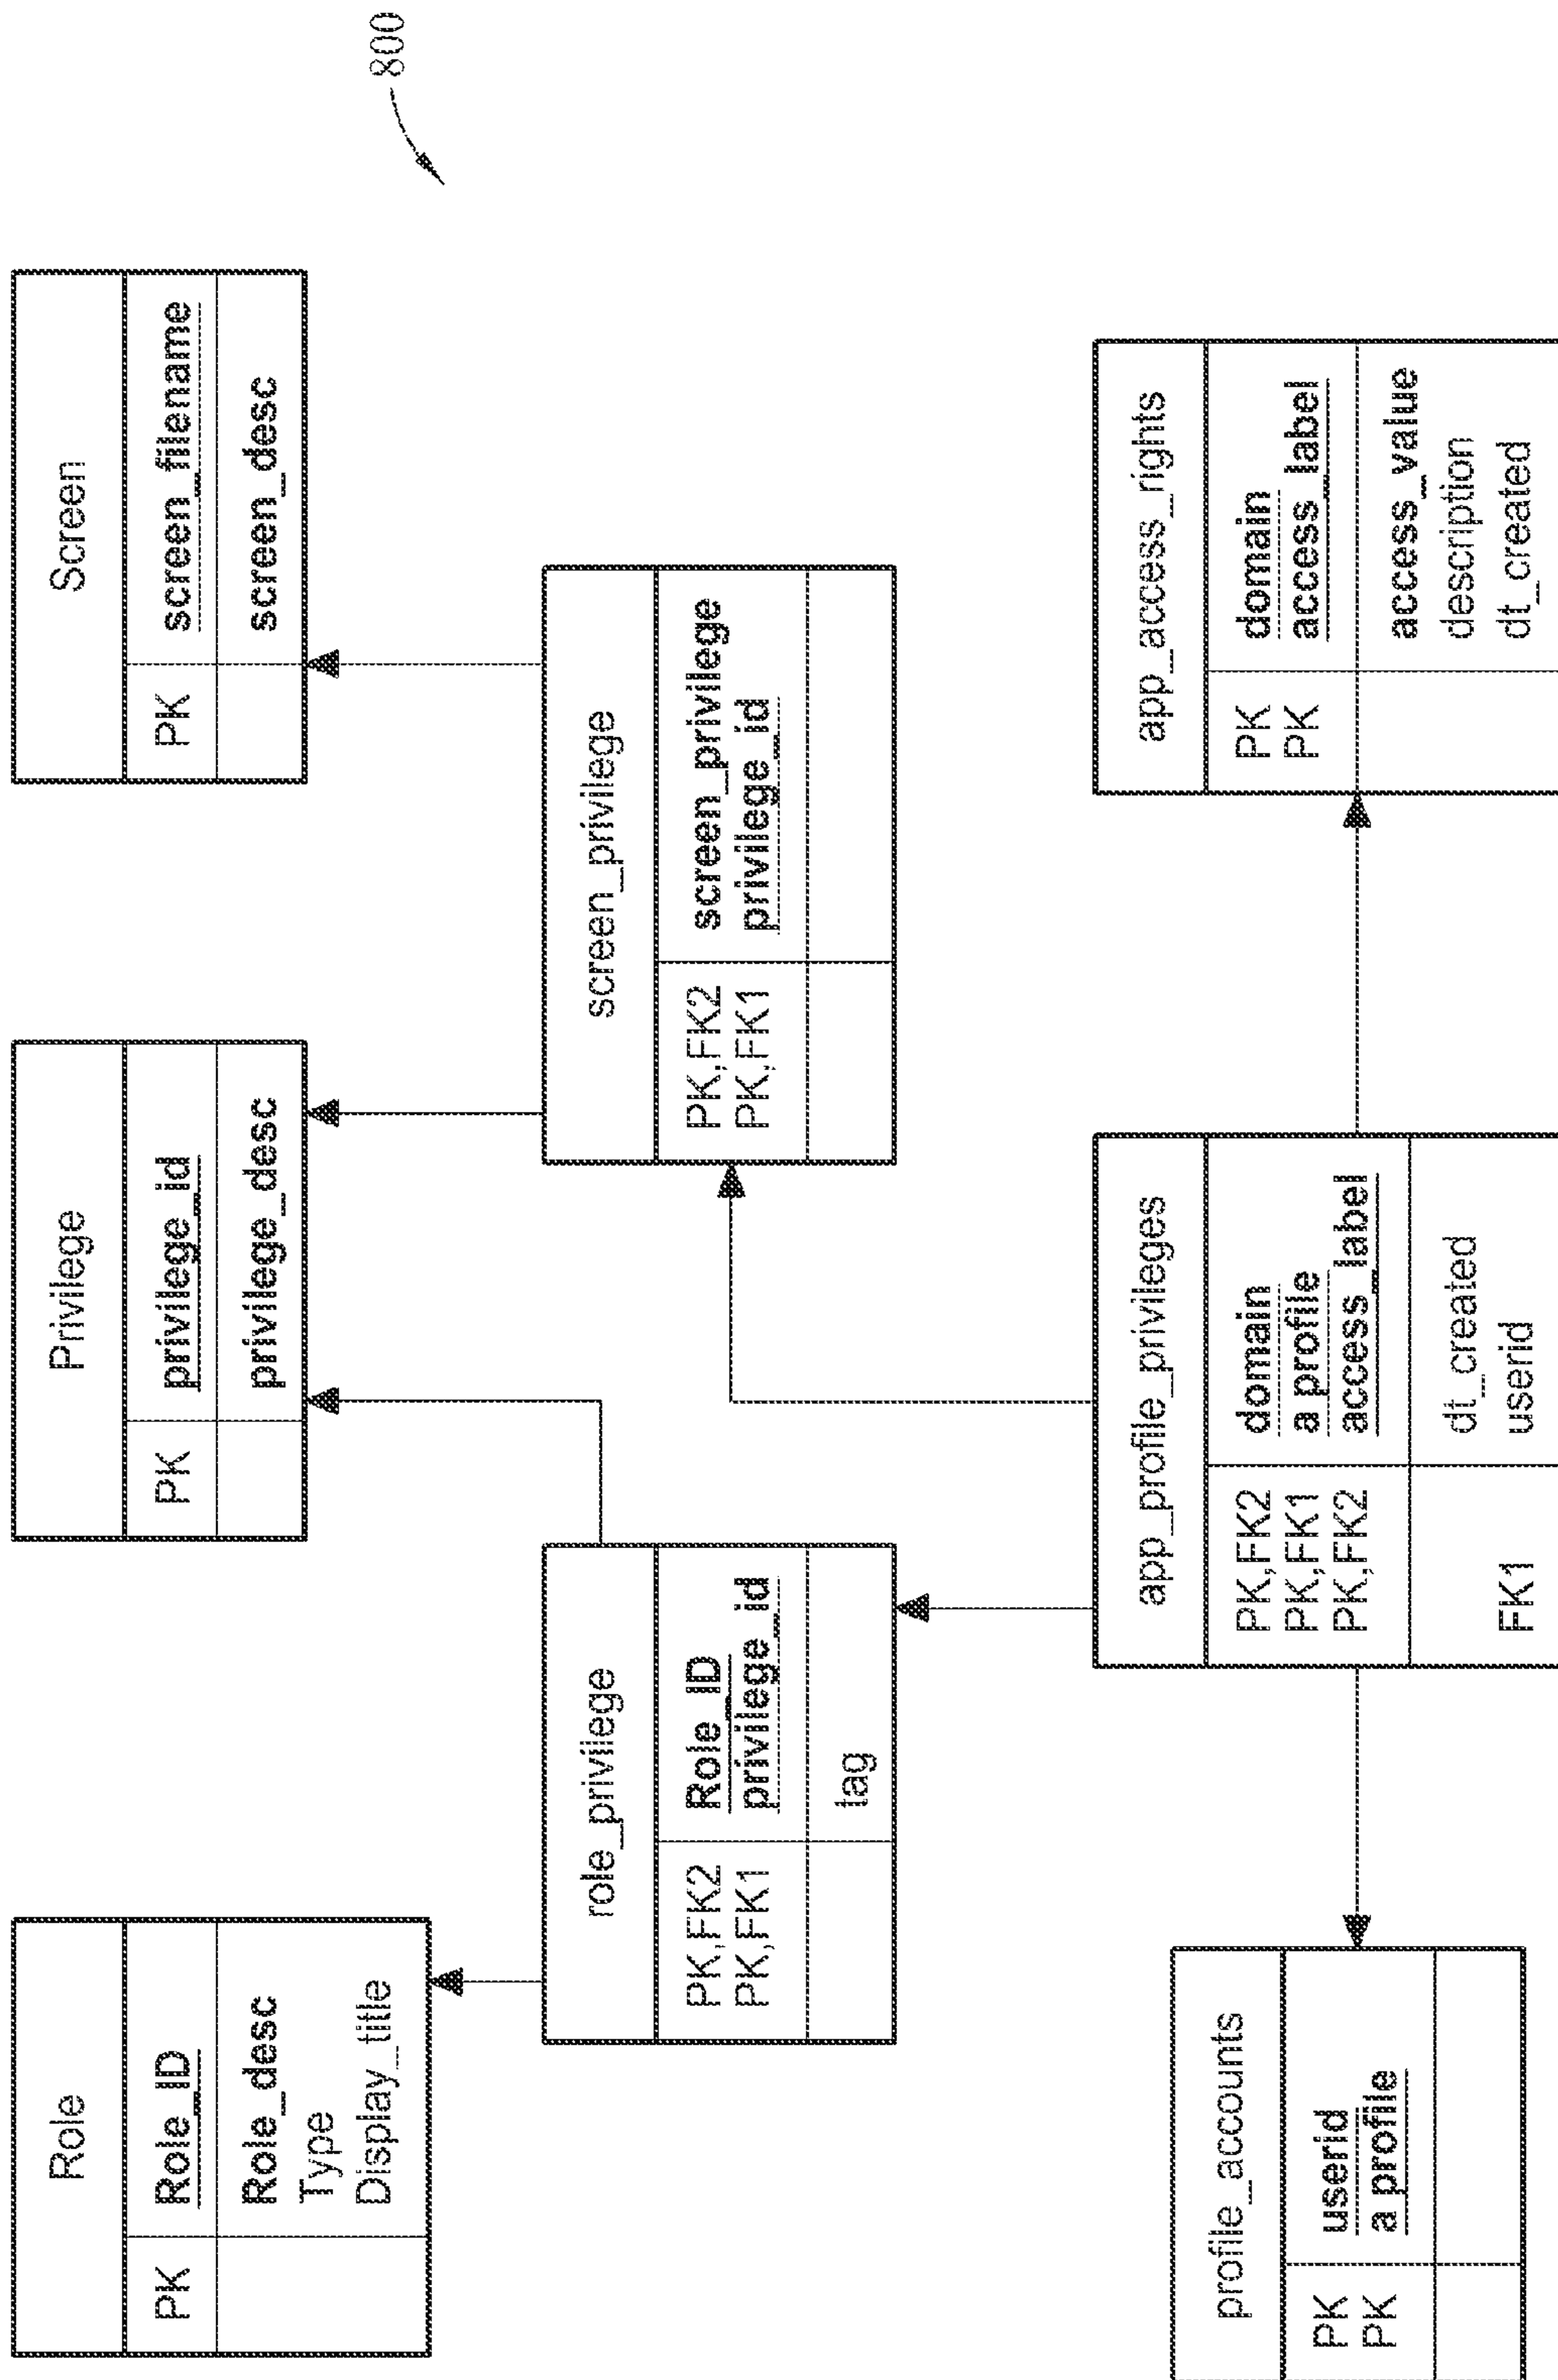 800
Role
PK Role_ID
Role_desc
Type
Display_title
Privilege
PK privilege_id
privilege_desc
Screen
PK screen_filename
screen_desc
role_privilege
PK,FK2 Role_ID
PK,FK1 privilege_id
tag
screen_privilege
PK,FK2 screen_privilege
PK,FK1 privilege_id
profile_accounts
PK userid
PK a profile
app_profile_privileges
PK,FK2 domain
PK,FK1 a profile
PK,FK2 access_label
dt_created
FK1 userid
app_access_rights
PK domain
PK access_label
access_value
description
dt_created